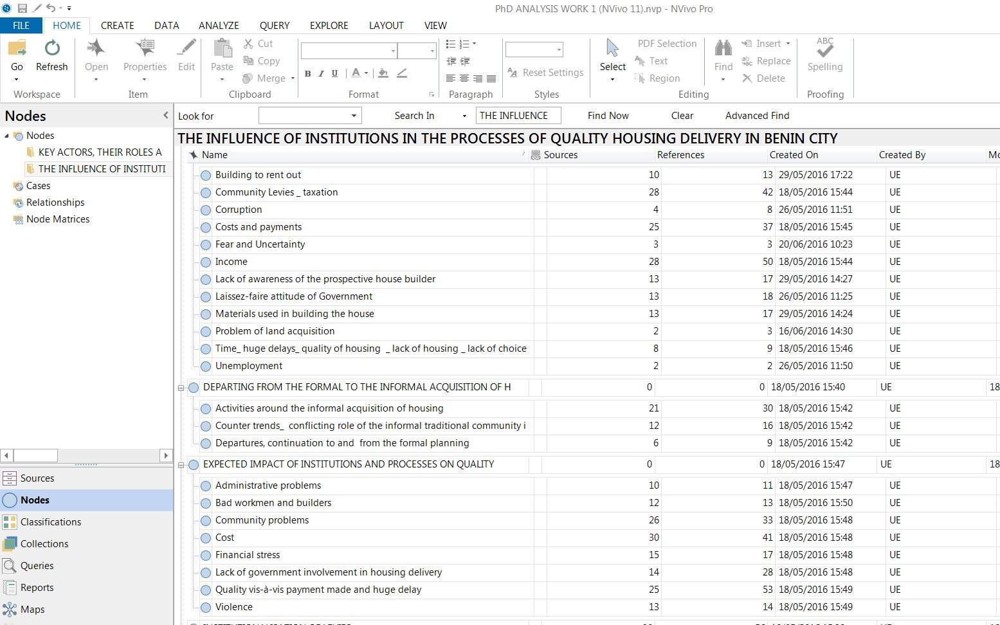 PhD ANALYSIS WORK 1 (NVivo 11).nvp - NVivo Pro
FILE HOME CREATE DATA ANALYZE QUERY EXPLORE LAYOUT VIEW
Go Refresh Open Properties Edit Paste Cut Copy Merge B I U A Reset Settings Select PDF Selection Text Region Find Insert Replace Delete ABC Spelling
Workspace Item Clipboard Format Paragraph Styles Editing Proofing
Nodes
Look for Search In THE INFLUENCE Find Now Clear Advanced Find
Nodes
KEY ACTORS, THEIR ROLES A
THE INFLUENCE OF INSTITUTI
Cases
Relationships
Node Matrices
Sources
Nodes
Classifications
Collections
Queries
Reports
Maps
THE INFLUENCE OF INSTITUTIONS IN THE PROCESSES OF QUALITY HOUSING DELIVERY IN BENIN CITY
Name Sources References Created On Created By Mo
Building to rent out 10 13 29/05/2016 17:22 UE
Community Levies _ taxation 28 42 18/05/2016 15:44 UE
Corruption 4 8 26/05/2016 11:51 UE
Costs and payments 25 37 18/05/2016 15:45 UE
Fear and Uncertainty 3 3 20/06/2016 10:23 UE
Income 28 50 18/05/2016 15:44 UE
Lack of awareness of the prospective house builder 13 17 29/05/2016 14:27 UE
Laissez-faire attitude of Government 13 18 26/05/2016 11:25 UE
Materials used in building the house 13 17 29/05/2016 14:24 UE
Problem of land acquisition 2 3 16/06/2016 14:30 UE
Time_ huge delays_ quality of housing _ lack of housing _ lack of choice 8 9 18/05/2016 15:46 UE
Unemployment 2 2 26/05/2016 11:50 UE
DEPARTING FROM THE FORMAL TO THE INFORMAL ACQUISITION OF H 0 0 18/05/2016 15:40 UE 18
Activities around the informal acquisition of housing 21 30 18/05/2016 15:42 UE
Counter trends_ conflicting role of the informal traditional community i 12 16 18/05/2016 15:42 UE
Departures, continuation to and from the formal planning 6 9 18/05/2016 15:42 UE
EXPECTED IMPACT OF INSTITUTIONS AND PROCESSES ON QUALITY 0 0 18/05/2016 15:47 UE 18
Administrative problems 10 11 18/05/2016 15:47 UE
Bad workmen and builders 12 13 18/05/2016 15:50 UE
Community problems 26 33 18/05/2016 15:48 UE
Cost 30 41 18/05/2016 15:48 UE
Financial stress 15 17 18/05/2016 15:48 UE
Lack of government involvement in housing delivery 14 28 18/05/2016 15:48 UE
Quality vis-à-vis payment made and huge delay 25 53 18/05/2016 15:49 UE
Violence 13 14 18/05/2016 15:49 UE